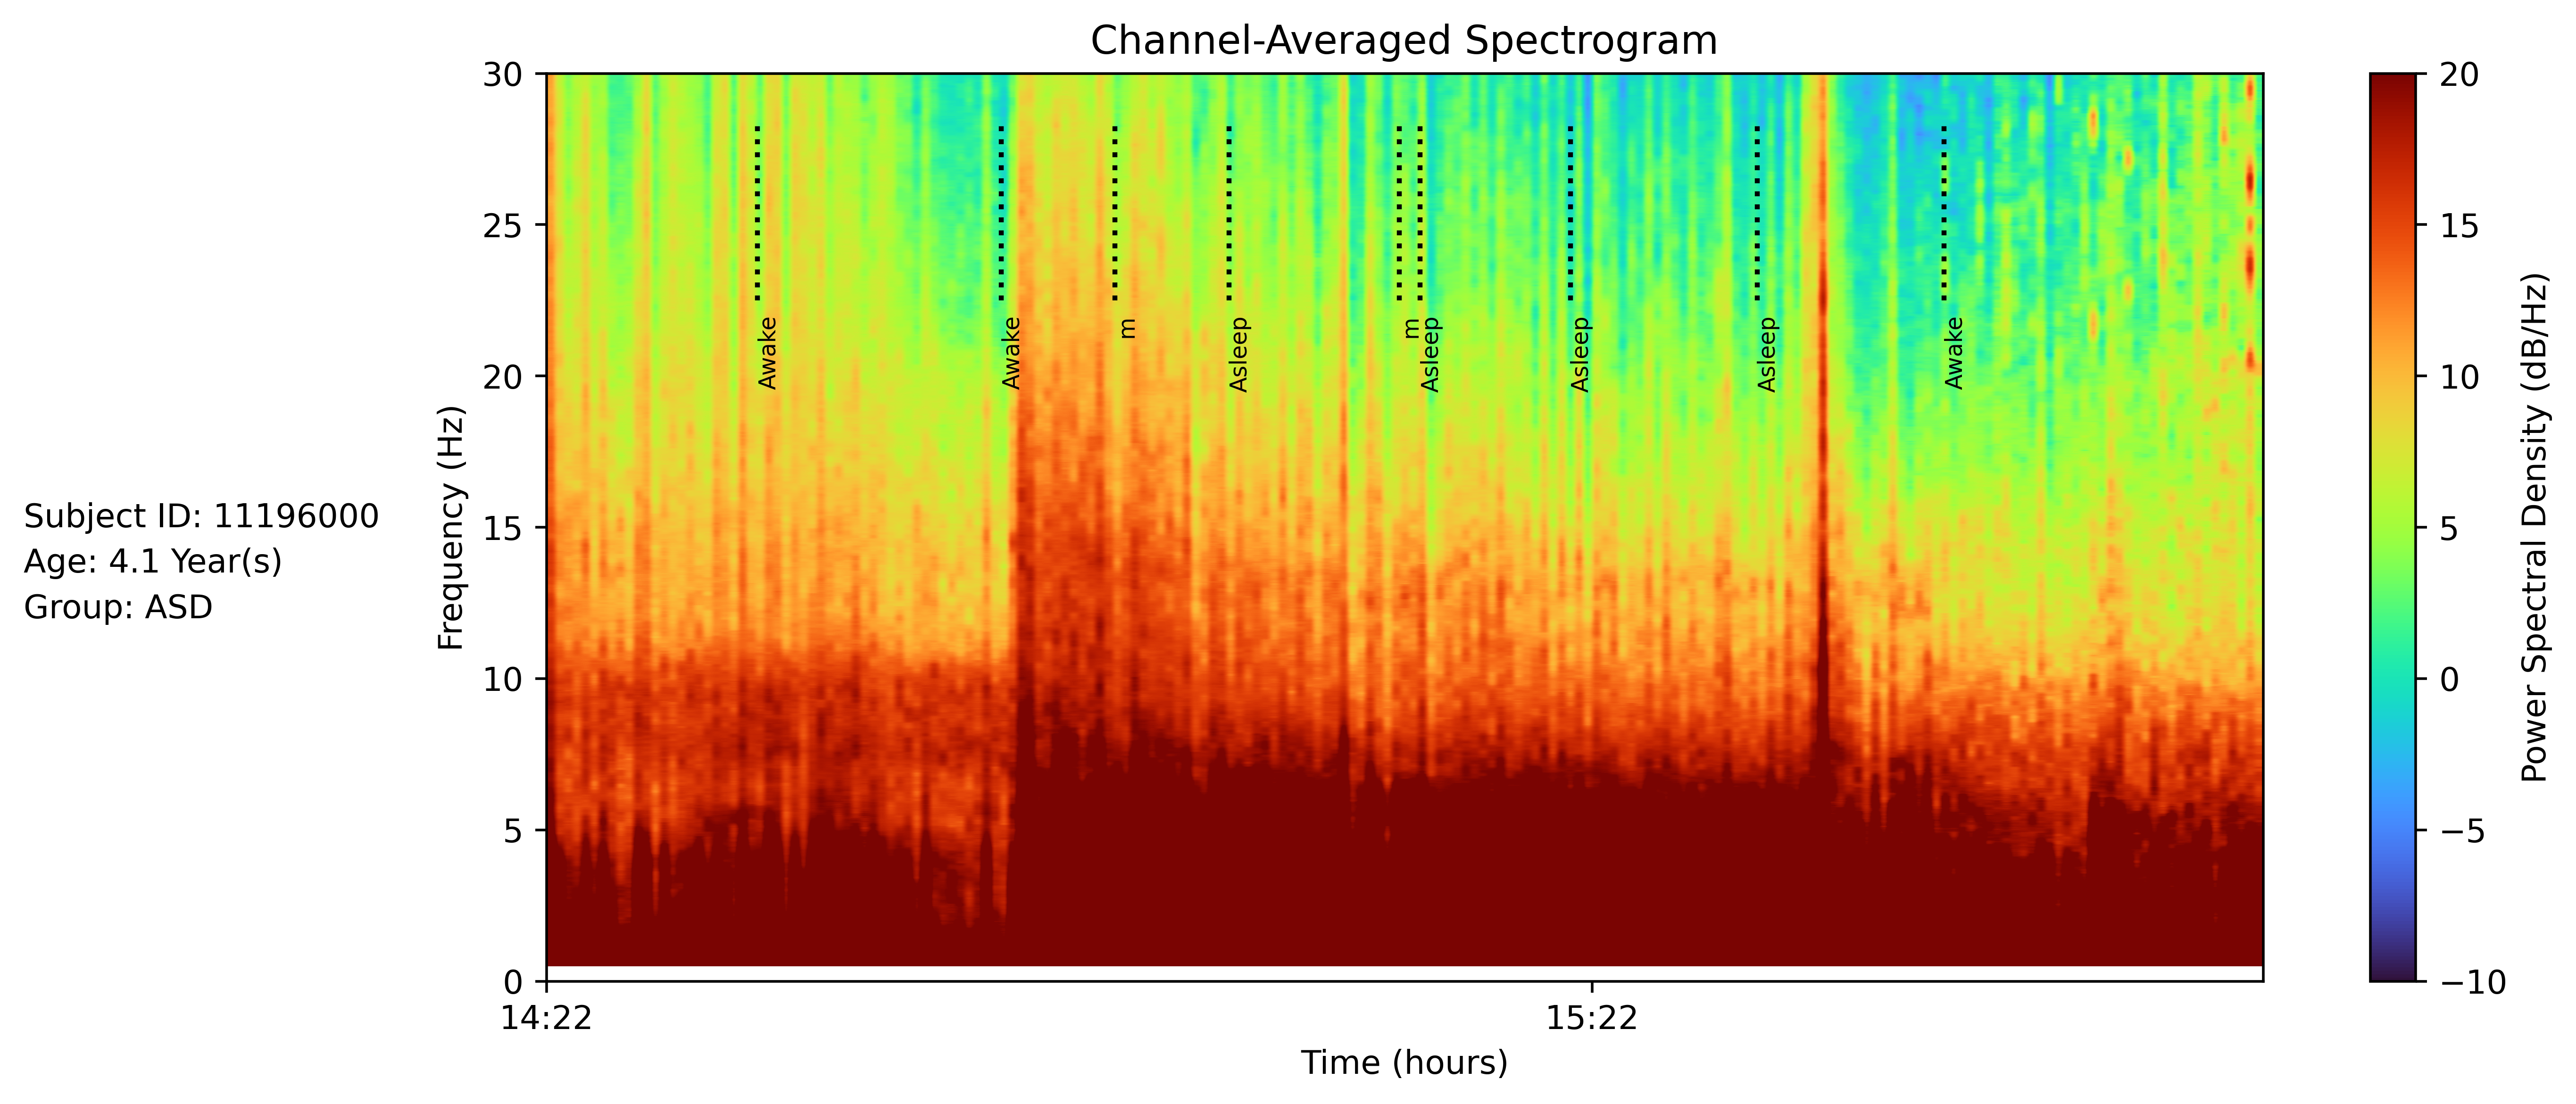 Channel-Averaged Spectrogram
Subject ID: 11196000
Age: 4.1 Year(s)
Group: ASD
Frequency (Hz)
30
25
20
15
10
5
0
Awake
Awake
m
Asleep
m
Asleep
Asleep
Asleep
Awake
14:22
15:22
Time (hours)
20
15
10
5
0
−5
−10
Power Spectral Density (dB/Hz)